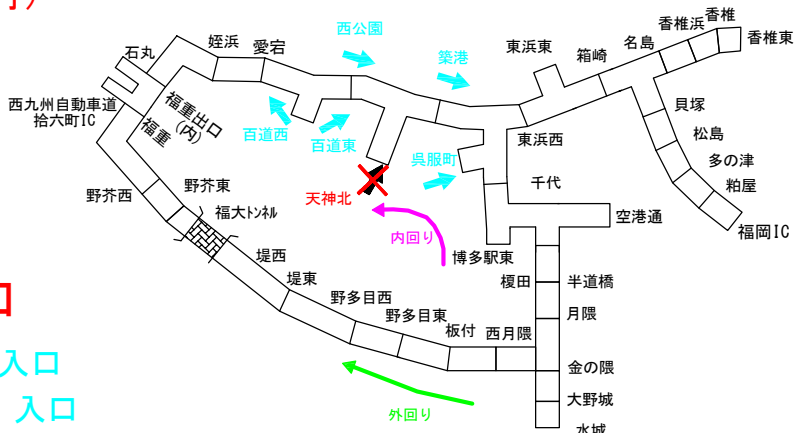 西公園
築港
東浜東
箱崎
名島
香椎浜
香椎
香椎東
石丸
姪浜
愛宕
西九州自動車道
拾六町IC
福重出口
(内)
福重
百道西
百道東
呉服町
東浜西
貝塚
松島
多の津
粕屋
福岡IC
野芥西
野芥東
福大トンネル
天神北
千代
空港通
内回り
博多駅東
堤西
堤東
野多目西
野多目東
板付
西月隈
榎田
半道橋
月隈
金の隈
大野城
水城
外回り
口
入口
入口